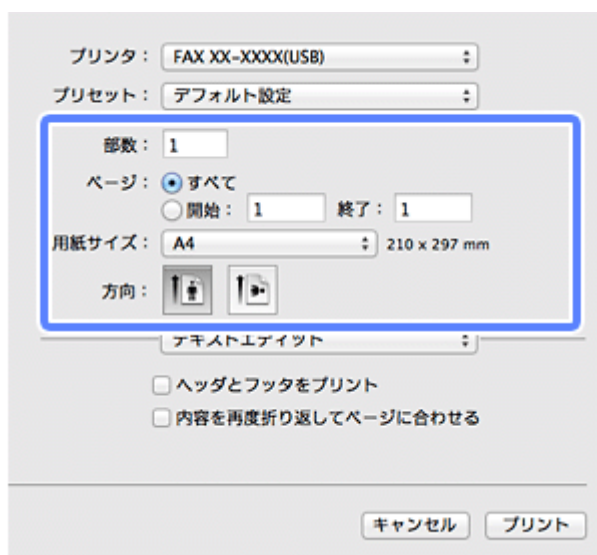 プリンタ： FAX XX-XXXX(USB)
プリセット： デフォルト設定
部数： 1
ページ： すべて
開始： 1 終了： 1
用紙サイズ： A4 210 x 297 mm
方向：
テキストエディット
ヘッダとフッタをプリント
内容を再度折り返してページに合わせる
キャンセル プリント